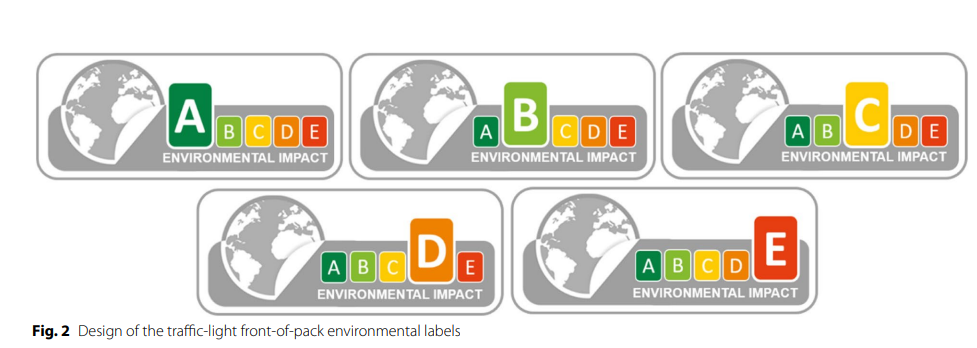 A B C D E
ENVIRONMENTAL IMPACT
A B C D E
ENVIRONMENTAL IMPACT
A B C D E
ENVIRONMENTAL IMPACT
A B C D E
ENVIRONMENTAL IMPACT
A B C D E
ENVIRONMENTAL IMPACT
Fig. 2 Design of the traffic-light front-of-pack environmental labels